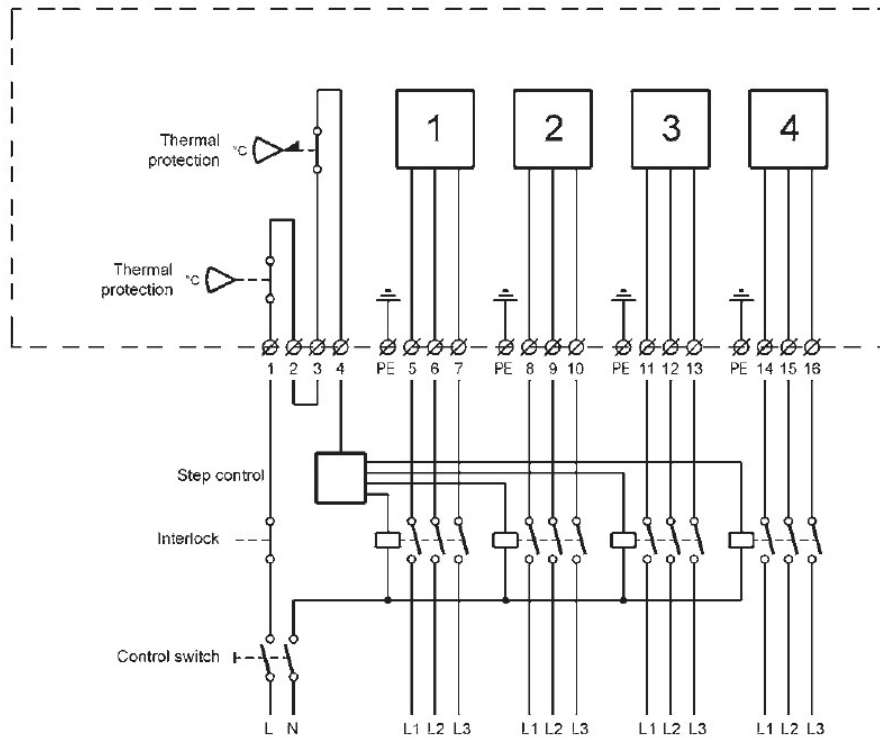 1 2 3 4
Thermal
protection
°C
Thermal
protection
°C
1 2 3 4 PE 5 6 7 PE 8 9 10 PE 11 12 13 PE 14 15 16
Step control
Interlock
Control switch
L N L1 L2 L3 L1 L2 L3 L1 L2 L3 L1 L2 L3